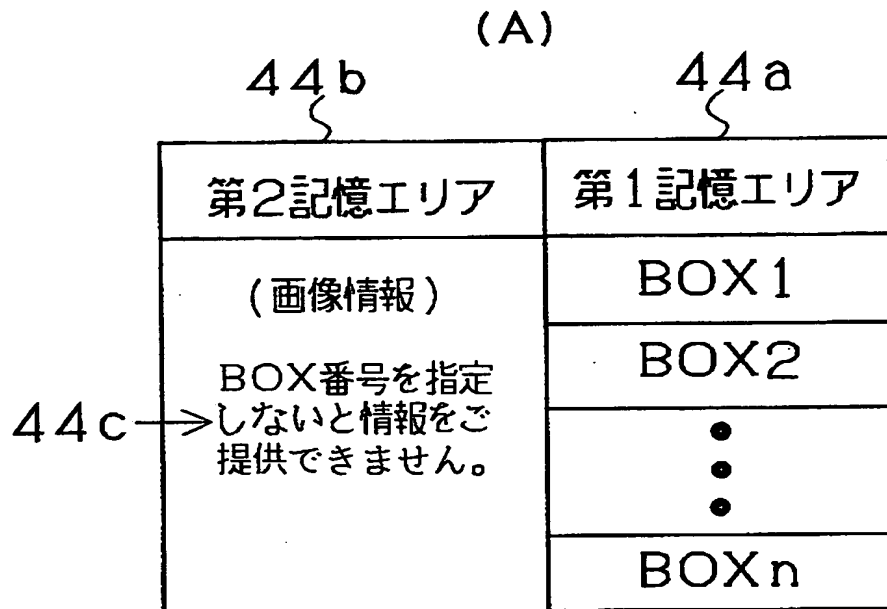 (A)
44b
44a
第2記憶エリア
第1記憶エリア
(画像情報)
BOX番号を指定
しないと情報をご
提供できません。
44c
BOX1
BOX2
BOXn